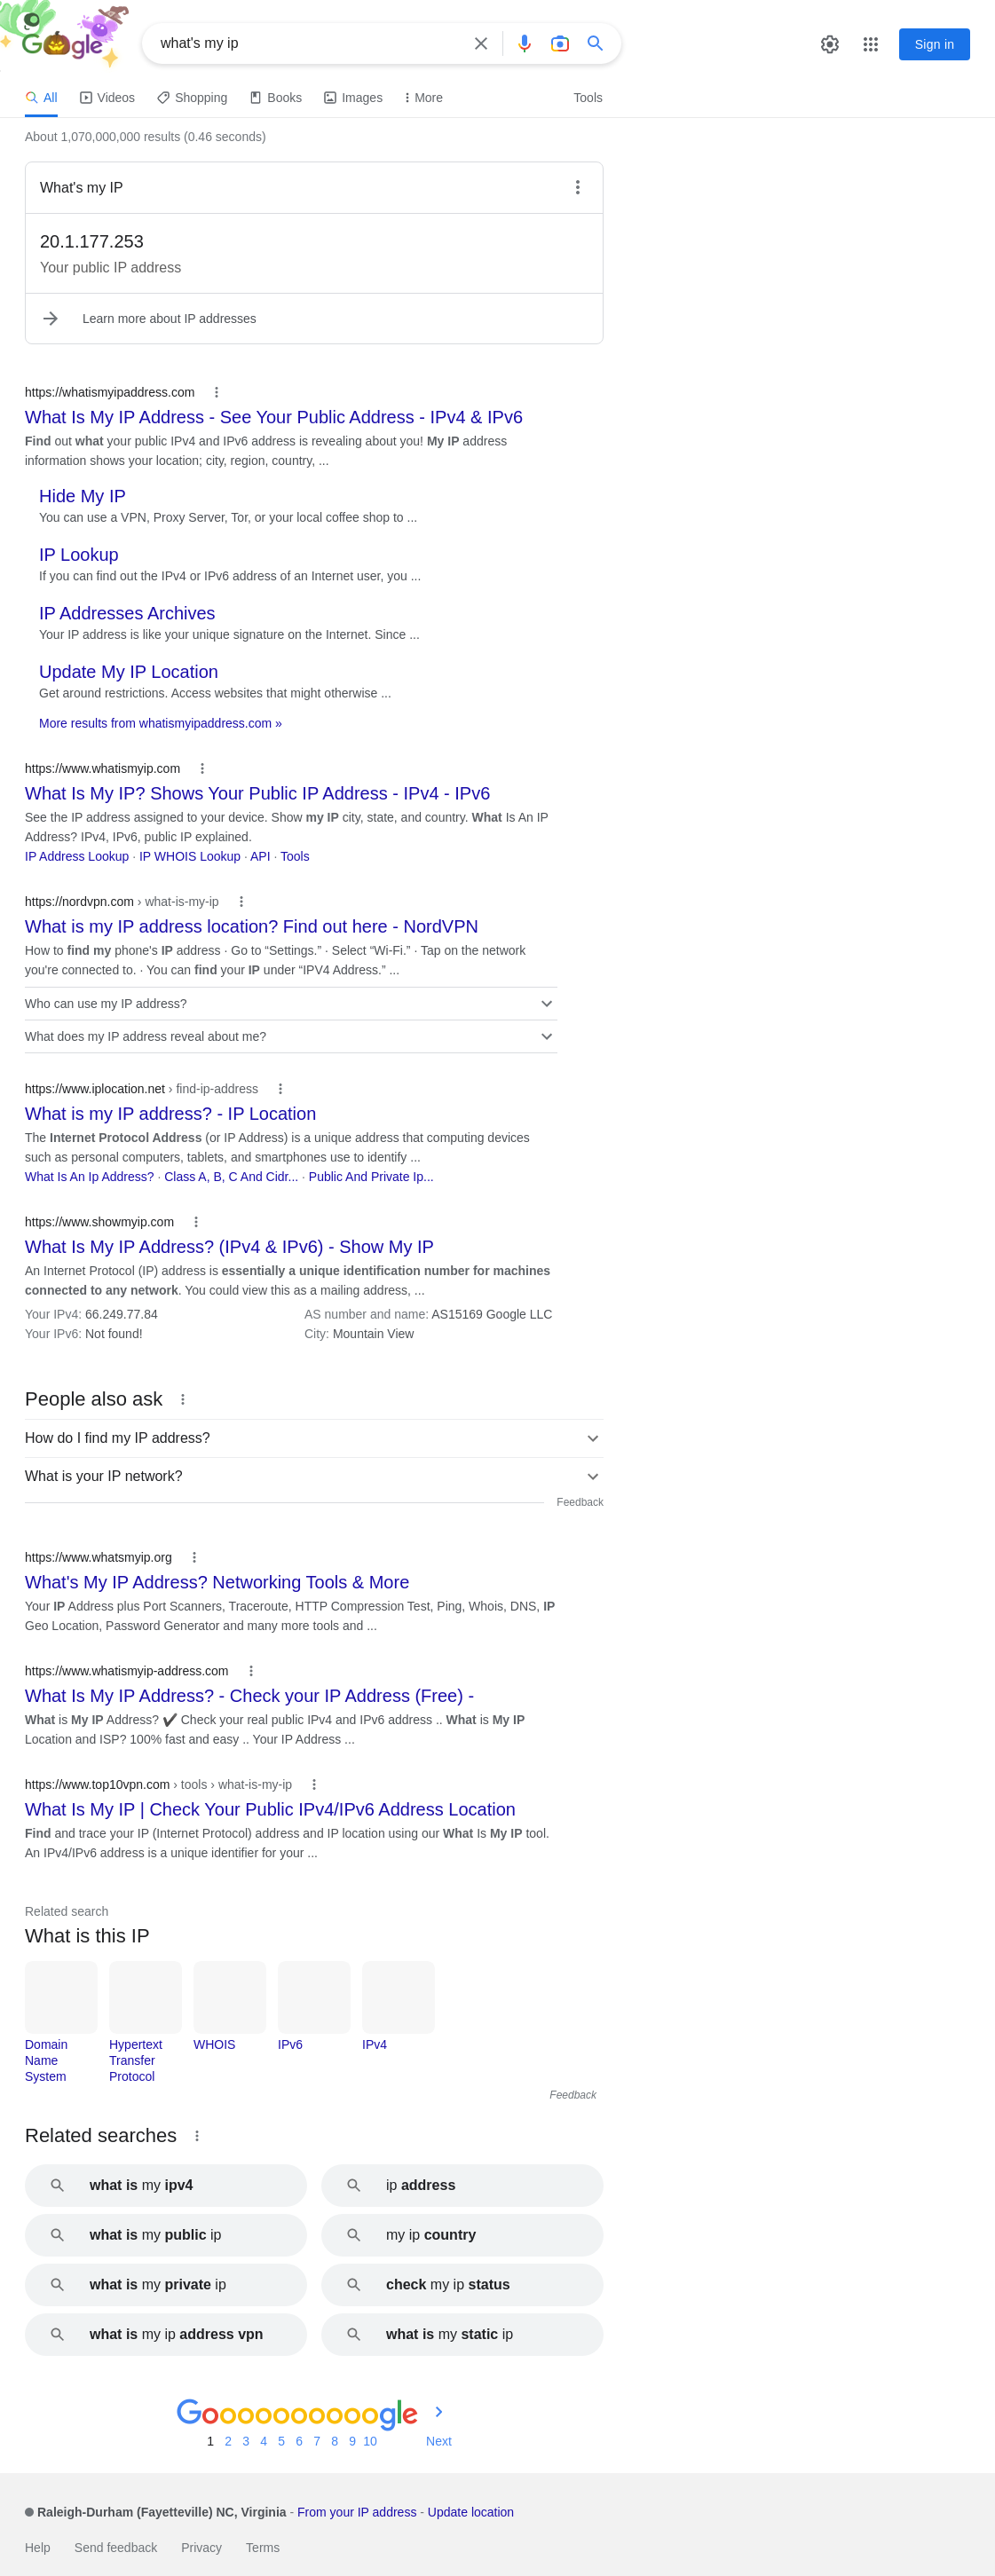 Google
what's my ip
Sign in
All
Videos
Shopping
Books
Images
More
Tools
About 1,070,000,000 results (0.46 seconds)
What's my IP
20.1.177.253
Your public IP address
Learn more about IP addresses
https://whatismyipaddress.com
What Is My IP Address - See Your Public Address - IPv4 & IPv6
Find out what your public IPv4 and IPv6 address is revealing about you! My IP address
information shows your location; city, region, country, ...
Hide My IP
You can use a VPN, Proxy Server, Tor, or your local coffee shop to ...
IP Lookup
If you can find out the IPv4 or IPv6 address of an Internet user, you ...
IP Addresses Archives
Your IP address is like your unique signature on the Internet. Since ...
Update My IP Location
Get around restrictions. Access websites that might otherwise ...
More results from whatismyipaddress.com »
https://www.whatismyip.com
What Is My IP? Shows Your Public IP Address - IPv4 - IPv6
See the IP address assigned to your device. Show my IP city, state, and country. What Is An IP
Address? IPv4, IPv6, public IP explained.
IP Address Lookup · IP WHOIS Lookup · API · Tools
https://nordvpn.com › what-is-my-ip
What is my IP address location? Find out here - NordVPN
How to find my phone's IP address · Go to “Settings.” · Select “Wi-Fi.” · Tap on the network
you're connected to. · You can find your IP under “IPV4 Address.” ...
Who can use my IP address?
What does my IP address reveal about me?
https://www.iplocation.net › find-ip-address
What is my IP address? - IP Location
The Internet Protocol Address (or IP Address) is a unique address that computing devices
such as personal computers, tablets, and smartphones use to identify ...
What Is An Ip Address? · Class A, B, C And Cidr... · Public And Private Ip...
https://www.showmyip.com
What Is My IP Address? (IPv4 & IPv6) - Show My IP
An Internet Protocol (IP) address is essentially a unique identification number for machines
connected to any network. You could view this as a mailing address, ...
Your IPv4: 66.249.77.84
AS number and name: AS15169 Google LLC
Your IPv6: Not found!
City: Mountain View
People also ask
How do I find my IP address?
What is your IP network?
Feedback
https://www.whatsmyip.org
What's My IP Address? Networking Tools & More
Your IP Address plus Port Scanners, Traceroute, HTTP Compression Test, Ping, Whois, DNS, IP
Geo Location, Password Generator and many more tools and ...
https://www.whatismyip-address.com
What Is My IP Address? - Check your IP Address (Free) -
What is My IP Address? ✔ Check your real public IPv4 and IPv6 address .. What is My IP
Location and ISP? 100% fast and easy .. Your IP Address ...
https://www.top10vpn.com › tools › what-is-my-ip
What Is My IP | Check Your Public IPv4/IPv6 Address Location
Find and trace your IP (Internet Protocol) address and IP location using our What Is My IP tool.
An IPv4/IPv6 address is a unique identifier for your ...
Related search
What is this IP
Domain
Name
System
Hypertext
Transfer
Protocol
WHOIS
IPv6
IPv4
Feedback
Related searches
what is my ipv4
ip address
what is my public ip
my ip country
what is my private ip
check my ip status
what is my ip address vpn
what is my static ip
Goooooooooogle
1 2 3 4 5 6 7 8 9 10 Next
Raleigh-Durham (Fayetteville) NC, Virginia - From your IP address - Update location
Help
Send feedback
Privacy
Terms